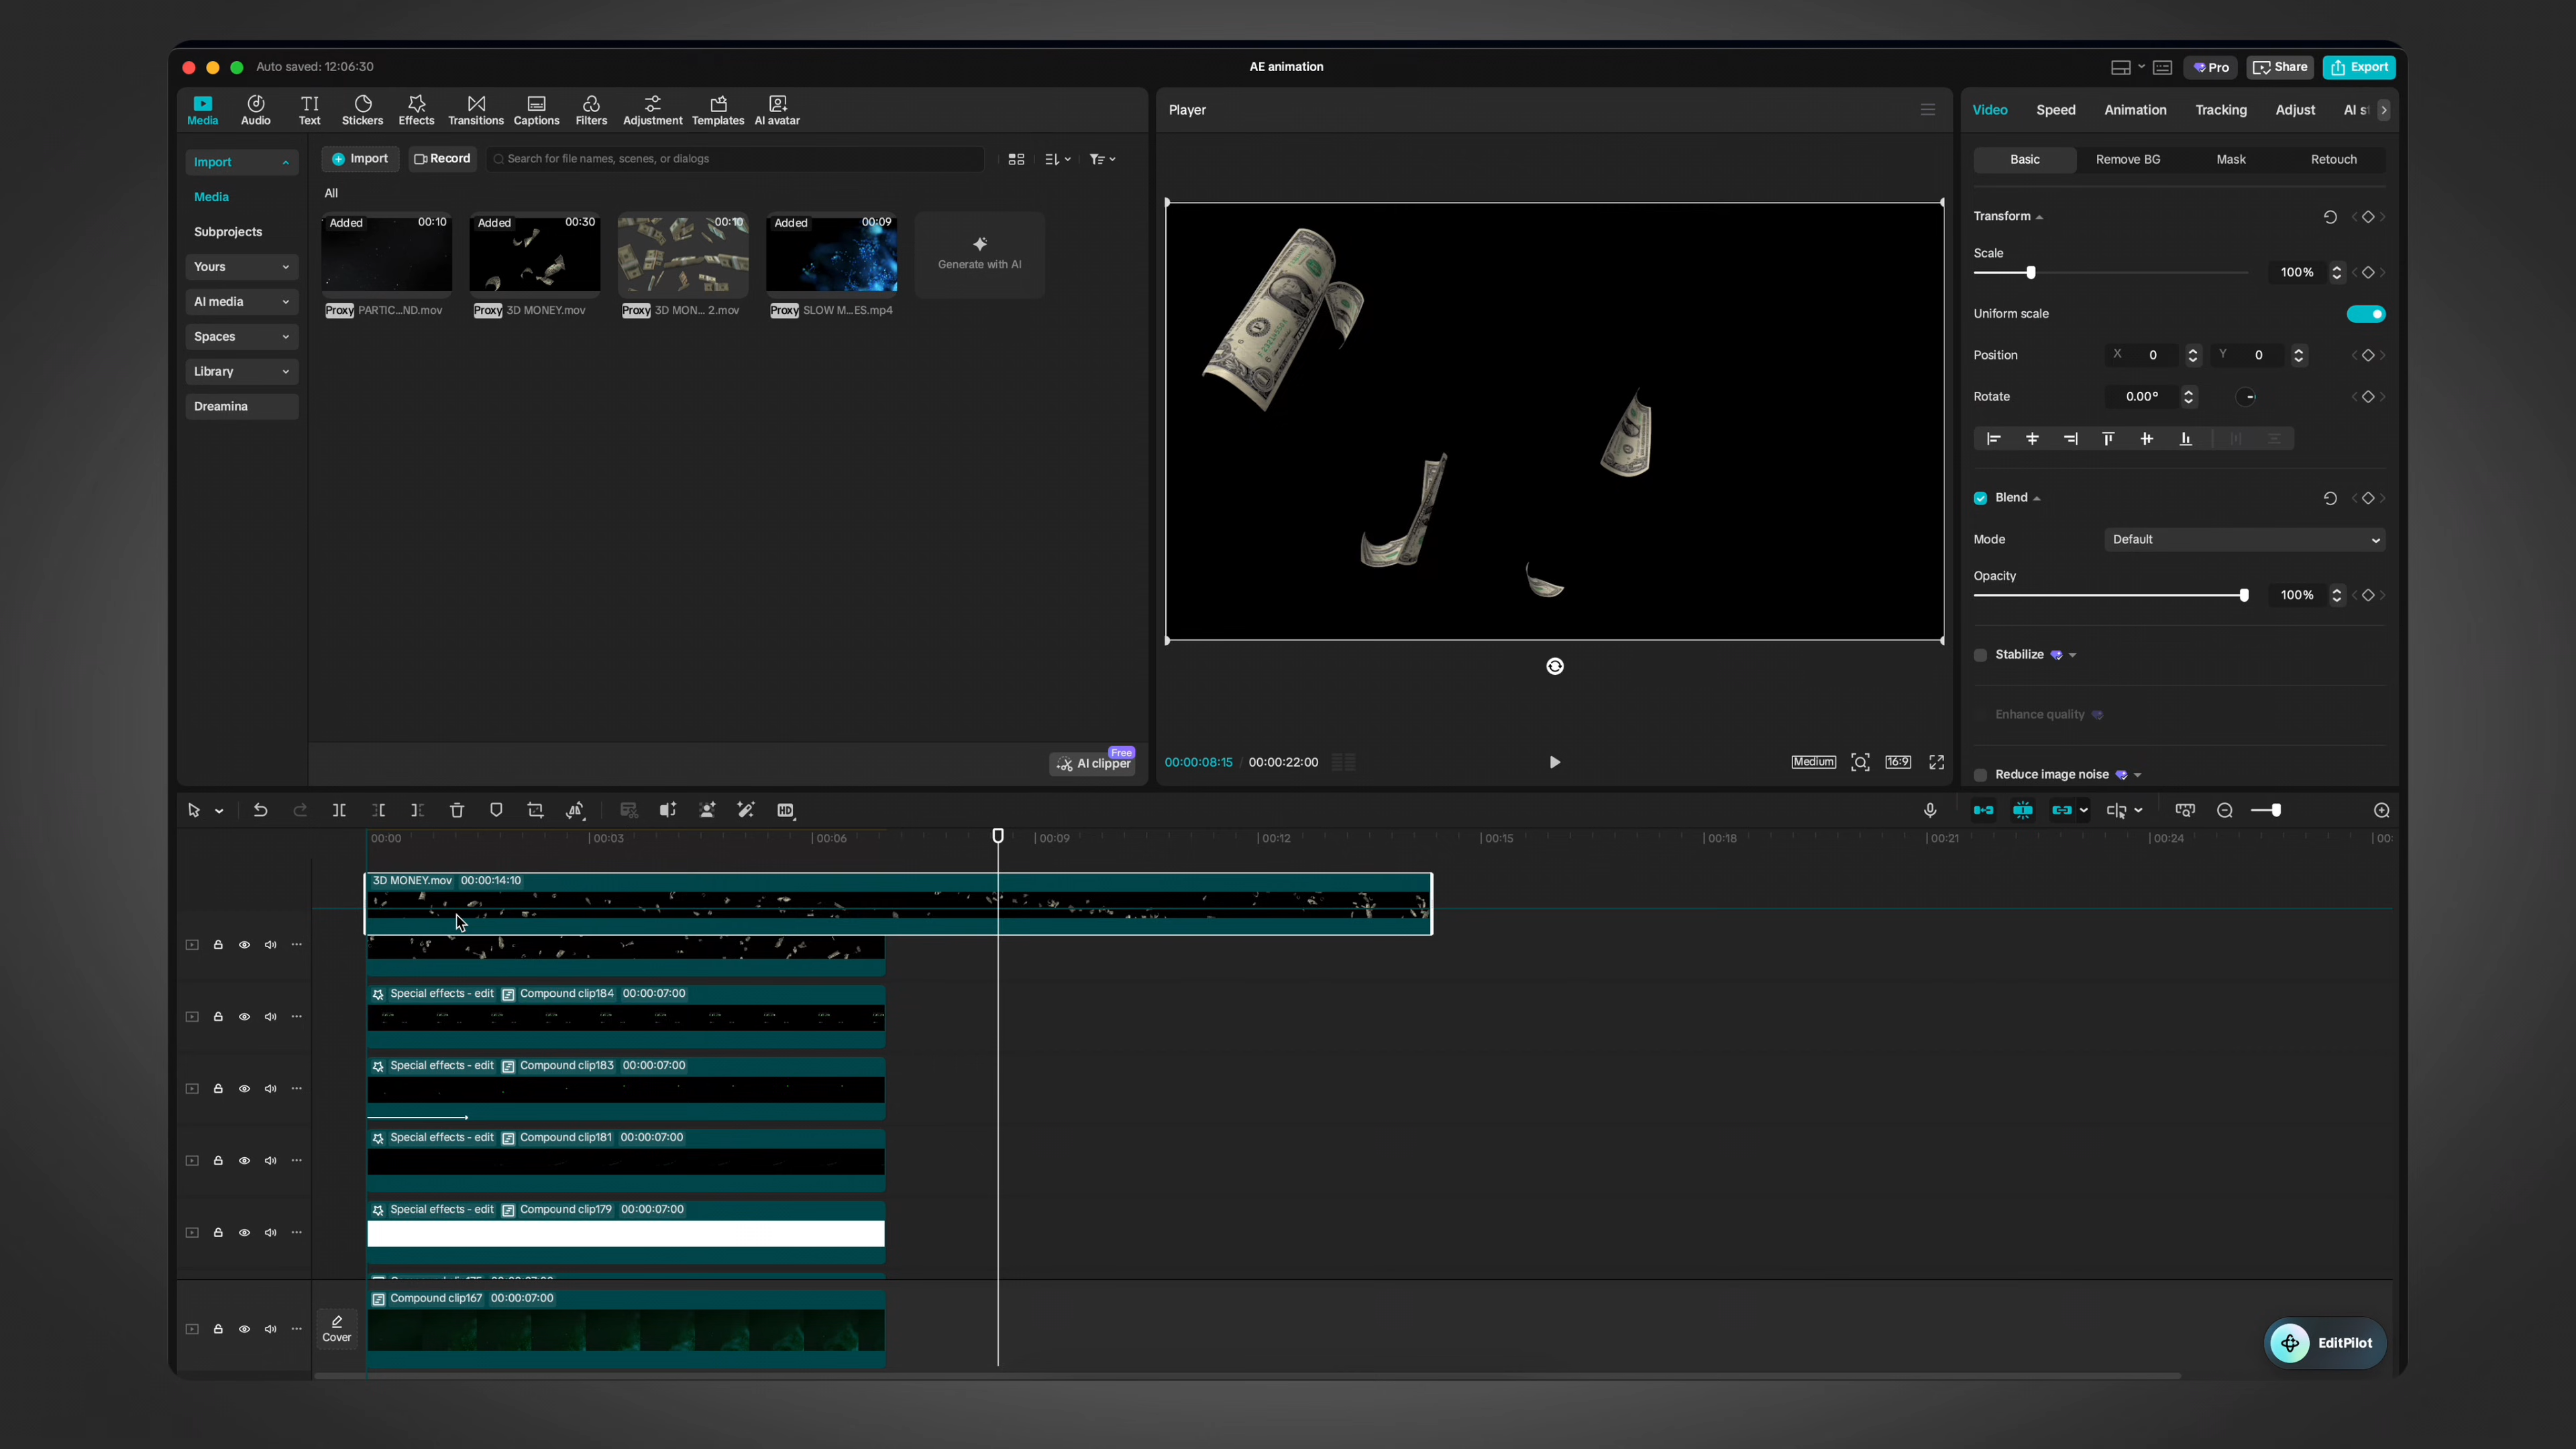 Auto saved: 12:06:30
AE animation
Pro
Share
Export
Media
Audio
Text
Stickers
Effects
Transitions
Captions
Filters
Adjustment
Templates
AI avatar
Import
Media
Subprojects
Yours
AI media
Spaces
Library
Dreamina
Import
Record
Search for file names, scenes, or dialogs
All
Added 00:10
Proxy PARTIC...ND.mov
Added 00:30
Proxy 3D MONEY.mov
00:10
Proxy 3D MON... 2.mov
Added 00:09
Proxy SLOW M...ES.mp4
Generate with AI
Free
AI clipper
Player
00:00:08:15 / 00:00:22:00
Medium
16:9
Video
Speed
Animation
Tracking
Adjust
AI s
Basic
Remove BG
Mask
Retouch
Transform
Scale
100%
Uniform scale
Position
X 0
Y 0
Rotate
0.00°
Blend
Mode
Default
Opacity
100%
Stabilize
Enhance quality
Reduce image noise
HD
00:00
00:03
00:06
00:09
00:12
00:15
00:18
00:21
00:24
00:
3D MONEY.mov 00:00:14:10
Special effects - edit Compound clip184 00:00:07:00
Special effects - edit Compound clip183 00:00:07:00
Special effects - edit Compound clip181 00:00:07:00
Special effects - edit Compound clip179 00:00:07:00
Compound clip167 00:00:07:00
Cover
EditPilot